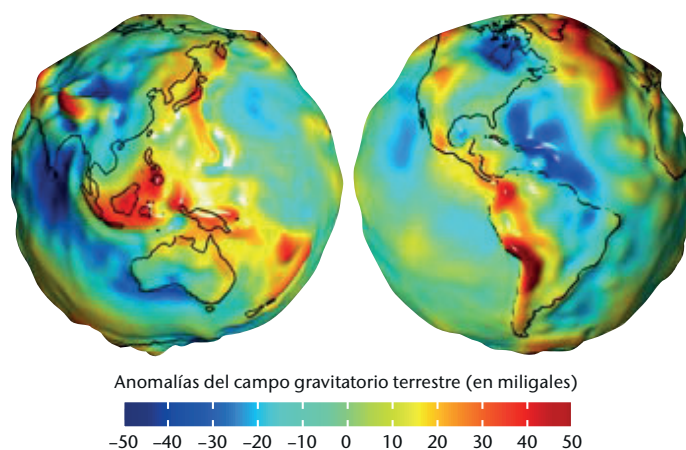 Anomalías del campo gravitatorio terrestre (en miligales)
–50 –40 –30 –20 –10 0 10 20 30 40 50